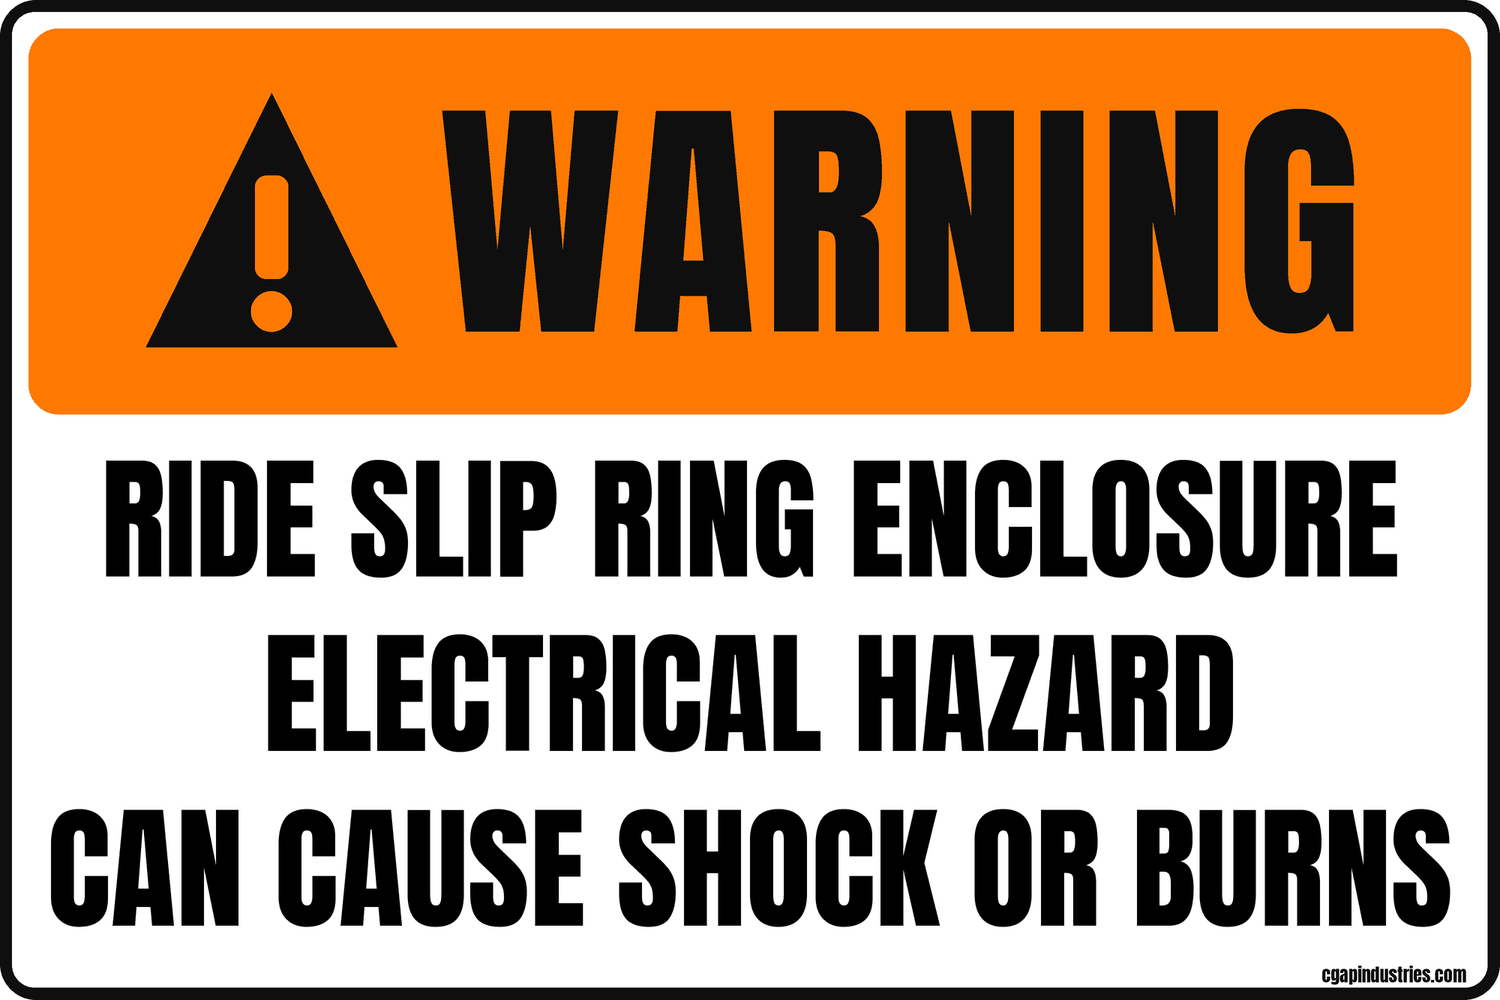 WARNING
RIDE SLIP RING ENCLOSURE
ELECTRICAL HAZARD
CAN CAUSE SHOCK OR BURNS
cgapindustries.com